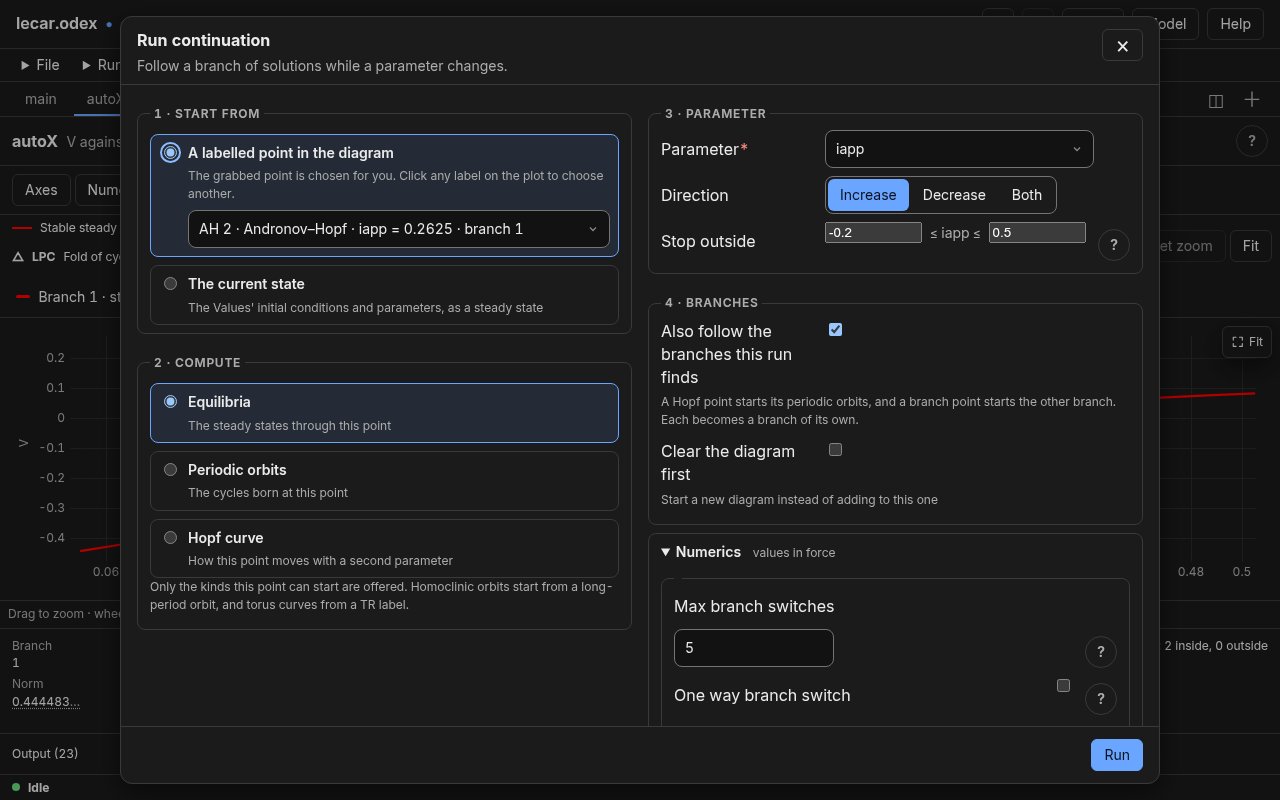 lecar.odex
odel
Help
Run continuation
Follow a branch of solutions while a parameter changes.
File
Run
main
autoX
autoX V agains
Axes
Nume
Stable steady
LPC Fold of cy
Branch 1 · st
et zoom
Fit
Fit
0.2
0.1
0
-0.1
-0.2
-0.3
-0.4
V
0.06
0.48
0.5
Drag to zoom · whee
Branch
1
Norm
0.444483...
2 inside, 0 outside
Output (23)
Idle
1 · START FROM
A labelled point in the diagram
The grabbed point is chosen for you. Click any label on the plot to choose
another.
AH 2 · Andronov–Hopf · iapp = 0.2625 · branch 1
The current state
The Values' initial conditions and parameters, as a steady state
2 · COMPUTE
Equilibria
The steady states through this point
Periodic orbits
The cycles born at this point
Hopf curve
How this point moves with a second parameter
Only the kinds this point can start are offered. Homoclinic orbits start from a long-
period orbit, and torus curves from a TR label.
3 · PARAMETER
Parameter*
iapp
Direction
Increase
Decrease
Both
Stop outside
-0.2
≤ iapp ≤
0.5
?
?
4 · BRANCHES
Also follow the
branches this run
finds
A Hopf point starts its periodic orbits, and a branch point starts the other branch.
Each becomes a branch of its own.
Clear the diagram
first
Start a new diagram instead of adding to this one
Numerics values in force
Max branch switches
5
?
One way branch switch
?
Run